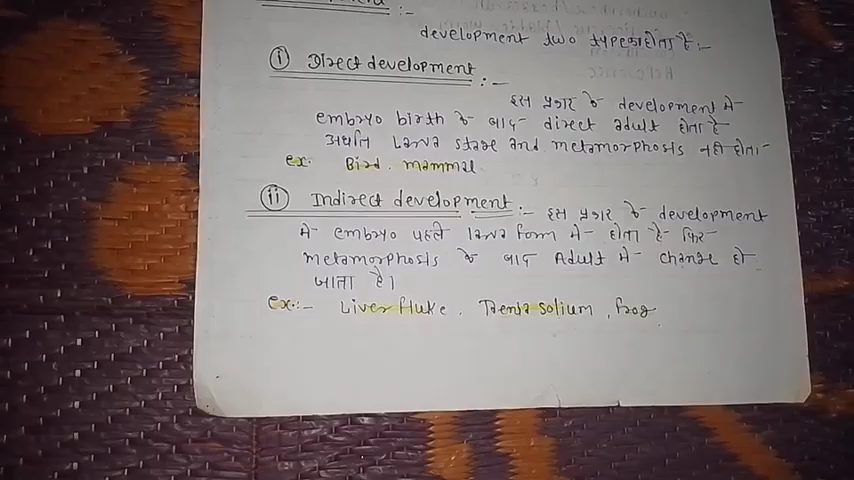 :-
development two typeका होता है :-
(i) Direct development :-
इस प्रकार के development में
embryo birth के बाद direct adult होता है
अर्थात Larva stage and metamorphosis नही होता-
ex: Bird. mammal
(ii) Indirect development :- इस प्रकार के development
में embryo पहले larva form में होता है फिर
metamorphosis के बाद Adult में change हो
जाता है।
ex:- Liver fluke. Taenia solium, frog